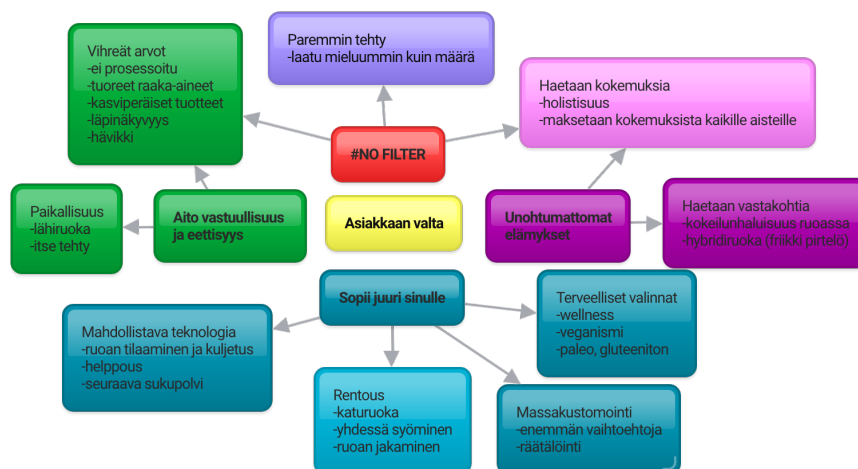 Vihreät arvot
-ei prosessoitu
-tuoreet raaka-aineet
-kasviperäiset tuotteet
-läpinäkyvyys
-hävikki
Paremmin tehty
-laatu mieluummin kuin määrä
Haetaan kokemuksia
-holistisuus
-maksetaan kokemuksista kaikille aisteille
#NO FILTER
Paikallisuus
-lähiruoka
-itse tehty
Aito vastuullisuus
ja eettisyys
Asiakkaan valta
Unohtumattomat
elämykset
Haetaan vastakohtia
-kokeilunhaluisuus ruoassa
-hybridiruoka (friikki pirtelö)
Sopii juuri sinulle
Mahdollistava teknologia
-ruoan tilaaminen ja kuljetus
-helppous
-seuraava sukupolvi
Terveelliset valinnat
-wellness
-veganismi
-paleo, gluteeniton
Rentous
-katuruoka
-yhdessä syöminen
-ruoan jakaminen
Massakustomointi
-enemmän vaihtoehtoja
-räätälöinti